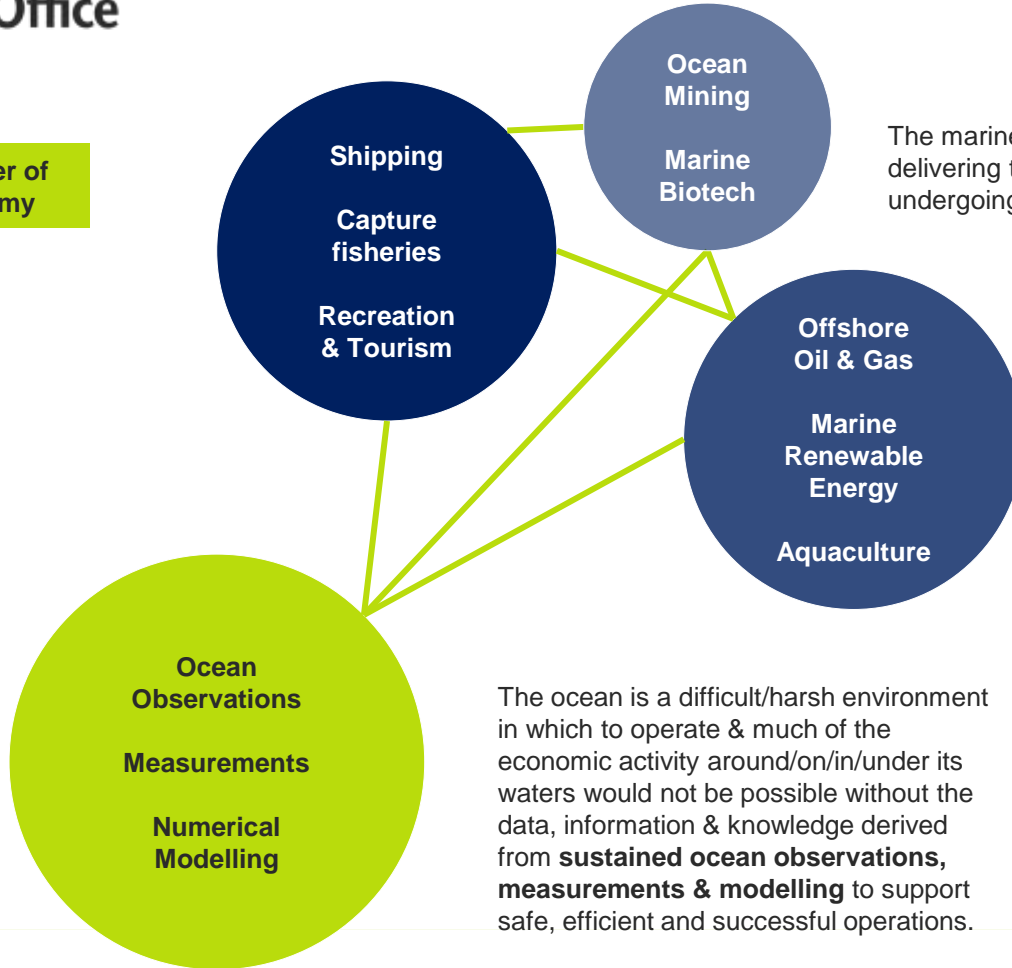 Office
er of
my
Ocean
Mining
Marine
Biotech
Shipping
Capture
fisheries
Recreation
& Tourism
The marine
delivering t
undergoing
Offshore
Oil & Gas
Marine
Renewable
Energy
Aquaculture
Ocean
Observations
Measurements
Numerical
Modelling
The ocean is a difficult/harsh environment
in which to operate & much of the
economic activity around/on/in/under its
waters would not be possible without the
data, information & knowledge derived
from sustained ocean observations,
measurements & modelling to support
safe, efficient and successful operations.